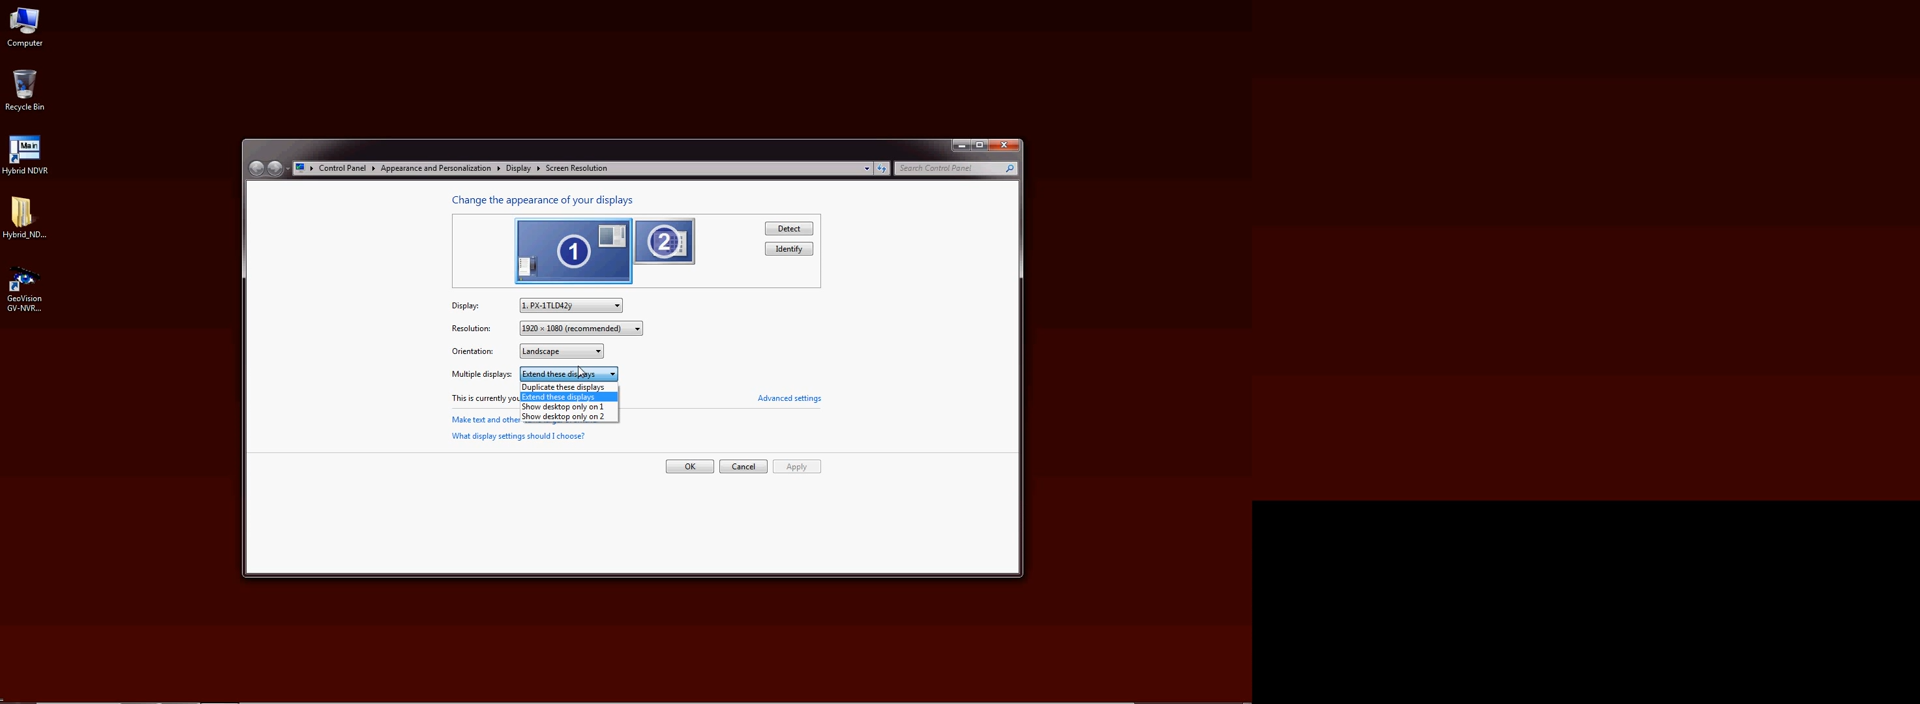 Computer
Recycle Bin
Main
Hybrid NDVR
Hybrid_ND...
GeoVision
GV-NVR...
Control Panel
Appearance and Personalization
Display
Screen Resolution
Search Control Panel
Change the appearance of your displays
1
2
Detect
Identify
Display:
1. PX-1TLD42ÿ
Resolution:
1920 × 1080 (recommended)
Orientation:
Landscape
Multiple displays:
Extend these displays
Duplicate these displays
Extend these displays
Show desktop only on 1
Show desktop only on 2
This is currently you
Advanced settings
Make text and other
What display settings should I choose?
OK
Cancel
Apply